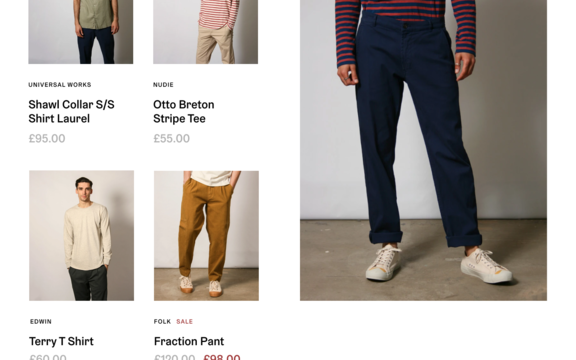 UNIVERSAL WORKS
Shawl Collar S/S
Shirt Laurel
£95.00
NUDIE
Otto Breton
Stripe Tee
£55.00
EDWIN
Terry T Shirt
£60.00
FOLK SALE
Fraction Pant
£120.00 £98.00